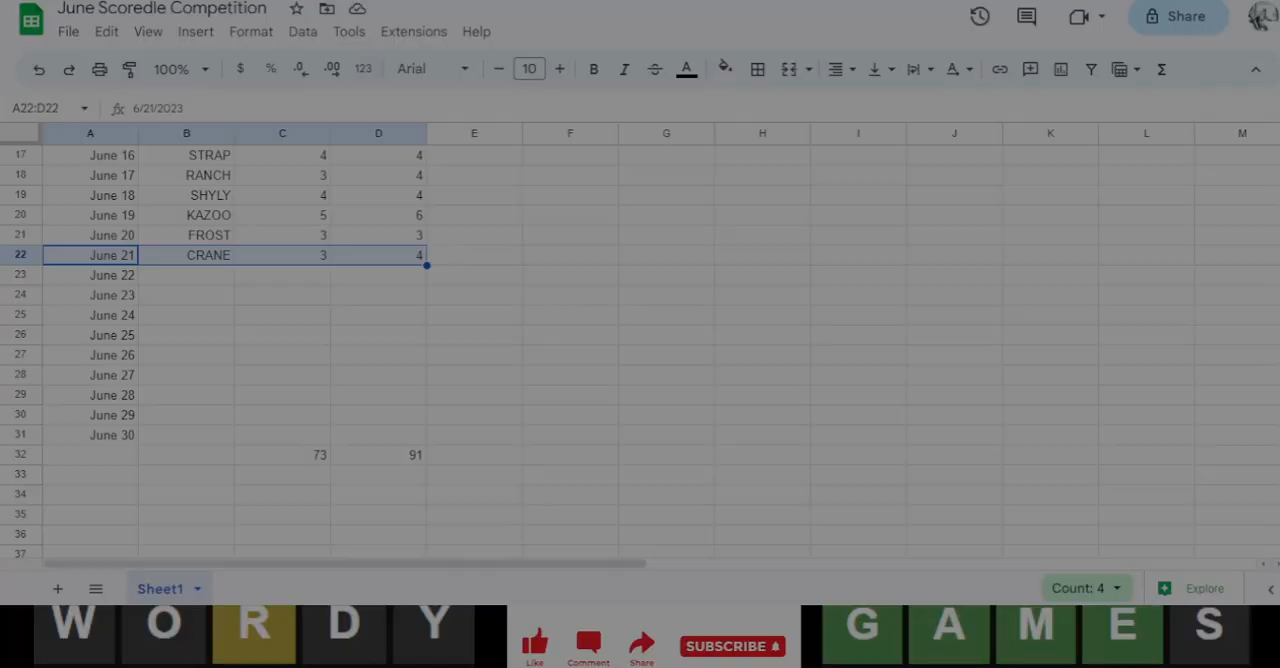 June Scoredle Competition
File Edit View Insert Format Data Tools Extensions Help
Share
100% $ % .0 .00 123 Arial 10 B I A Σ
A22:D22 fx 6/21/2023
A B C D E F G H I J K L M
17 June 16 STRAP 4 4
18 June 17 RANCH 3 4
19 June 18 SHYLY 4 4
20 June 19 KAZOO 5 6
21 June 20 FROST 3 3
22 June 21 CRANE 3 4
23 June 22
24 June 23
25 June 24
26 June 25
27 June 26
28 June 27
29 June 28
30 June 29
31 June 30
32 73 91
33
34
35
36
37
Sheet1 Count: 4 Explore
WORDY GAMES
Like Comment Share SUBSCRIBE